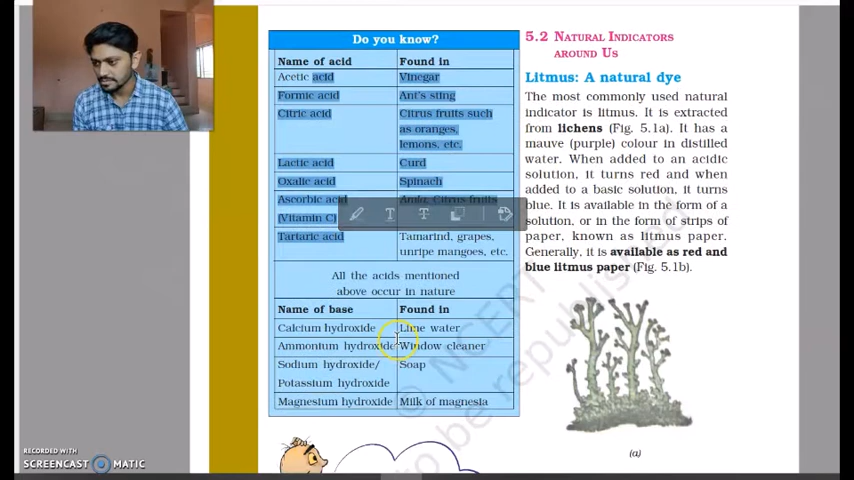 Do you know?
Name of acid Found in
Acetic acid Vinegar
Formic acid Ant's sting
Citric acid Citrus fruits such
as oranges,
lemons, etc.
Lactic acid Curd
Oxalic acid Spinach
Ascorbic acid Amla, Citrus fruits
(Vitamin C)
Tartaric acid Tamarind, grapes,
unripe mangoes, etc.
All the acids mentioned
above occur in nature
Name of base Found in
Calcium hydroxide Lime water
Ammonium hydroxide Window cleaner
Sodium hydroxide/ Soap
Potassium hydroxide
Magnesium hydroxide Milk of magnesia
5.2 NATURAL INDICATORS
AROUND US
Litmus: A natural dye
The most commonly used natural
indicator is litmus. It is extracted
from lichens (Fig. 5.1a). It has a
mauve (purple) colour in distilled
water. When added to an acidic
solution, it turns red and when
added to a basic solution, it turns
blue. It is available in the form of a
solution, or in the form of strips of
paper, known as litmus paper.
Generally, it is available as red and
blue litmus paper (Fig. 5.1b).
(a)
© NCERT
to be republished
RECORDED WITH
SCREENCAST MATIC